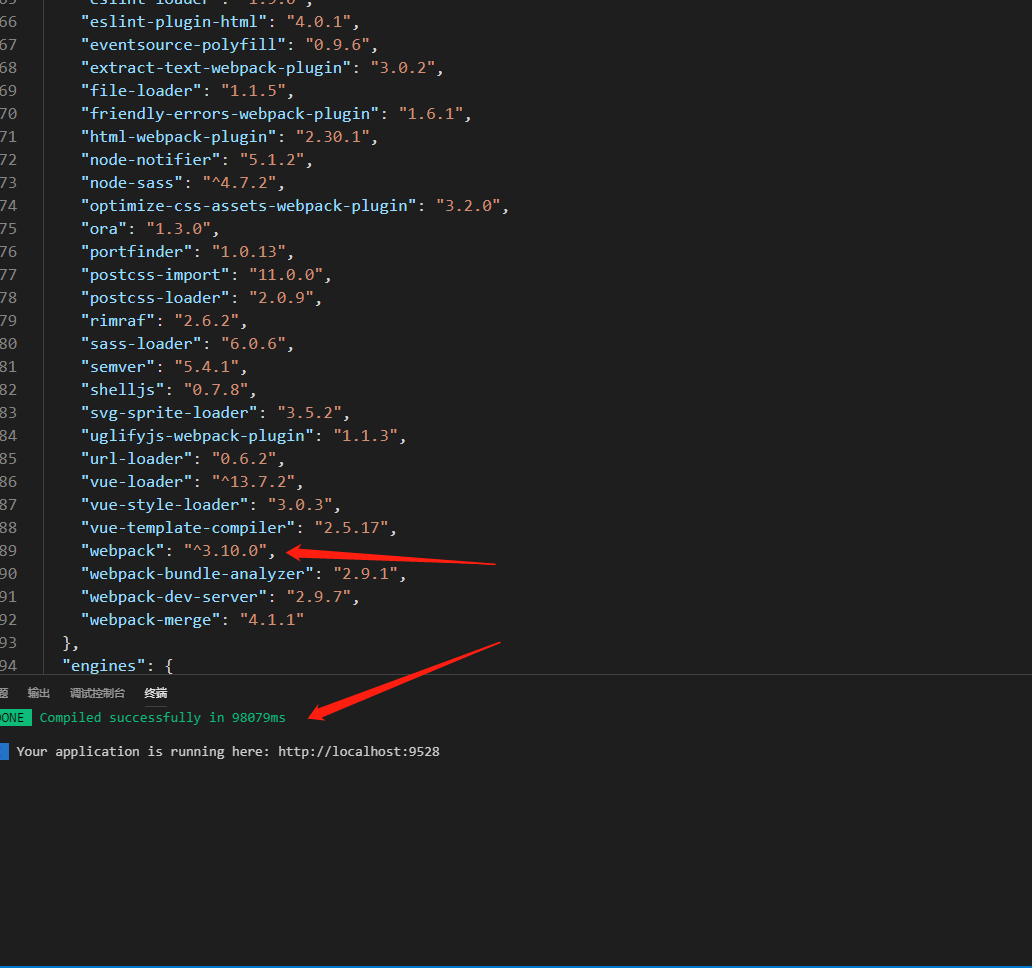 65 "eslint-loader": "1.9.0",
66 "eslint-plugin-html": "4.0.1",
67 "eventsource-polyfill": "0.9.6",
68 "extract-text-webpack-plugin": "3.0.2",
69 "file-loader": "1.1.5",
70 "friendly-errors-webpack-plugin": "1.6.1",
71 "html-webpack-plugin": "2.30.1",
72 "node-notifier": "5.1.2",
73 "node-sass": "^4.7.2",
74 "optimize-css-assets-webpack-plugin": "3.2.0",
75 "ora": "1.3.0",
76 "portfinder": "1.0.13",
77 "postcss-import": "11.0.0",
78 "postcss-loader": "2.0.9",
79 "rimraf": "2.6.2",
80 "sass-loader": "6.0.6",
81 "semver": "5.4.1",
82 "shelljs": "0.7.8",
83 "svg-sprite-loader": "3.5.2",
84 "uglifyjs-webpack-plugin": "1.1.3",
85 "url-loader": "0.6.2",
86 "vue-loader": "^13.7.2",
87 "vue-style-loader": "3.0.3",
88 "vue-template-compiler": "2.5.17",
89 "webpack": "^3.10.0",
90 "webpack-bundle-analyzer": "2.9.1",
91 "webpack-dev-server": "2.9.7",
92 "webpack-merge": "4.1.1"
93 },
94 "engines": {
题 输出 调试控制台 终端
DONE Compiled successfully in 98079ms
Your application is running here: http://localhost:9528